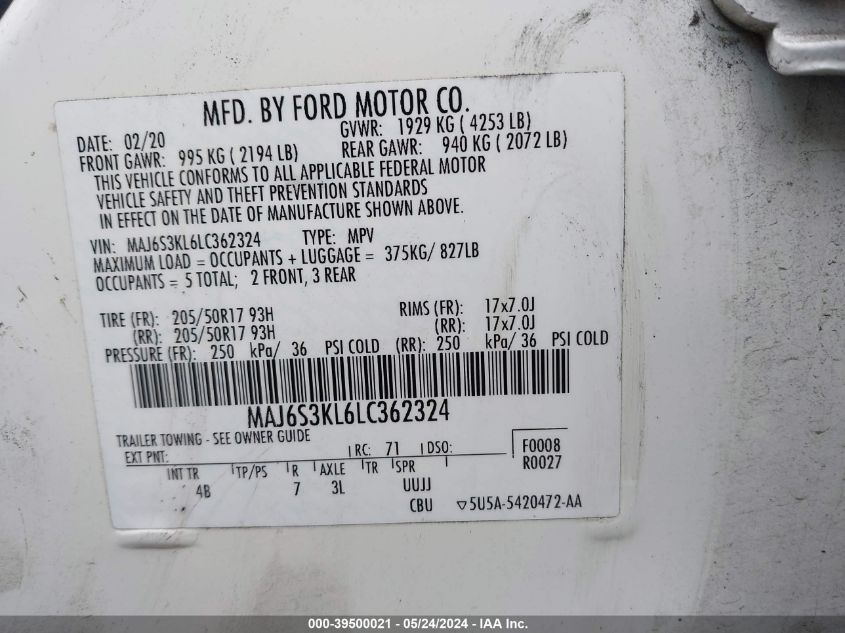 MFD. BY FORD MOTOR CO.
DATE: 02/20 GVWR: 1929 KG ( 4253 LB)
FRONT GAWR: 995 KG ( 2194 LB) REAR GAWR: 940 KG ( 2072 LB)
THIS VEHICLE CONFORMS TO ALL APPLICABLE FEDERAL MOTOR
VEHICLE SAFETY AND THEFT PREVENTION STANDARDS
IN EFFECT ON THE DATE OF MANUFACTURE SHOWN ABOVE.
VIN: MAJ6S3KL6LC362324 TYPE: MPV
MAXIMUM LOAD = OCCUPANTS + LUGGAGE = 375KG/ 827LB
OCCUPANTS = 5 TOTAL; 2 FRONT, 3 REAR
TIRE (FR): 205/50R17 93H RIMS (FR): 17x7.0J
(RR): 205/50R17 93H (RR): 17x7.0J
PRESSURE (FR): 250 kPa/ 36 PSI COLD (RR): 250 kPa/ 36 PSI COLD
MAJ6S3KL6LC362324
TRAILER TOWING - SEE OWNER GUIDE
EXT PNT: RC: 71 DSO: F0008
R0027
INT TR TP/PS R AXLE TR SPR
4B 7 3L UUJJ
CBU ▽5U5A-5420472-AA
000-39500021 - 05/24/2024 - IAA Inc.